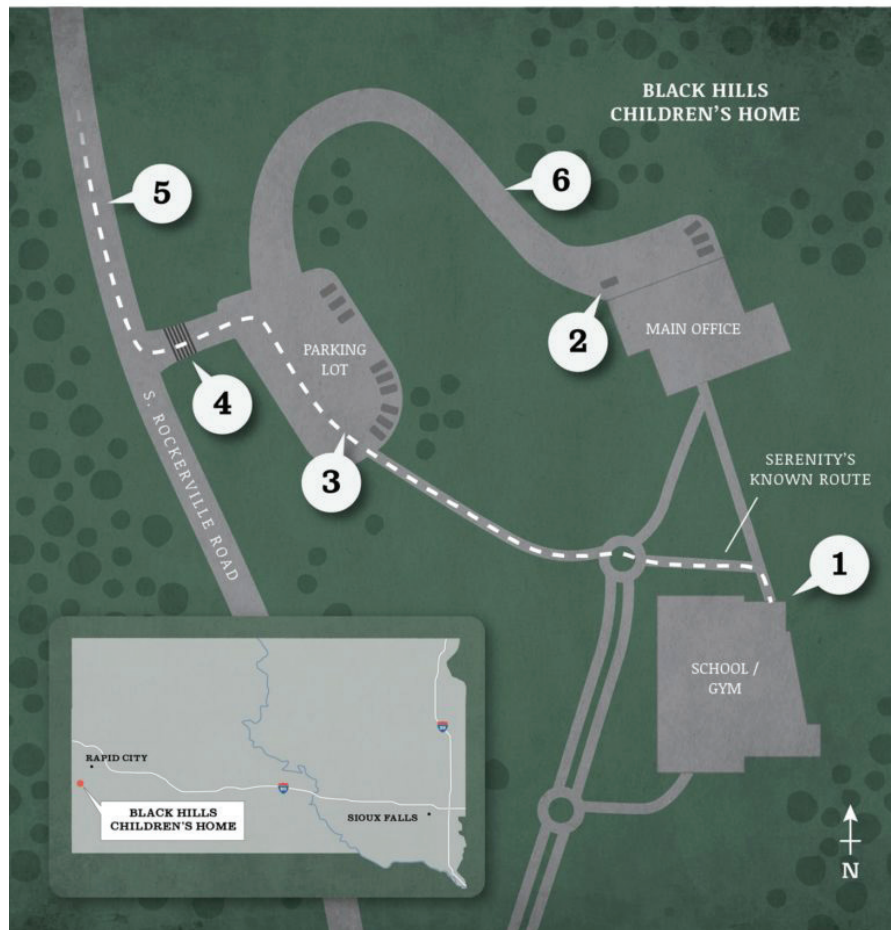 BLACK HILLS
CHILDREN'S HOME
5
6
2
MAIN OFFICE
PARKING
LOT
4
S. ROCKERVILLE ROAD
3
SERENITY'S
KNOWN ROUTE
1
SCHOOL /
GYM
RAPID CITY
BLACK HILLS
CHILDREN'S HOME
SIOUX FALLS
N